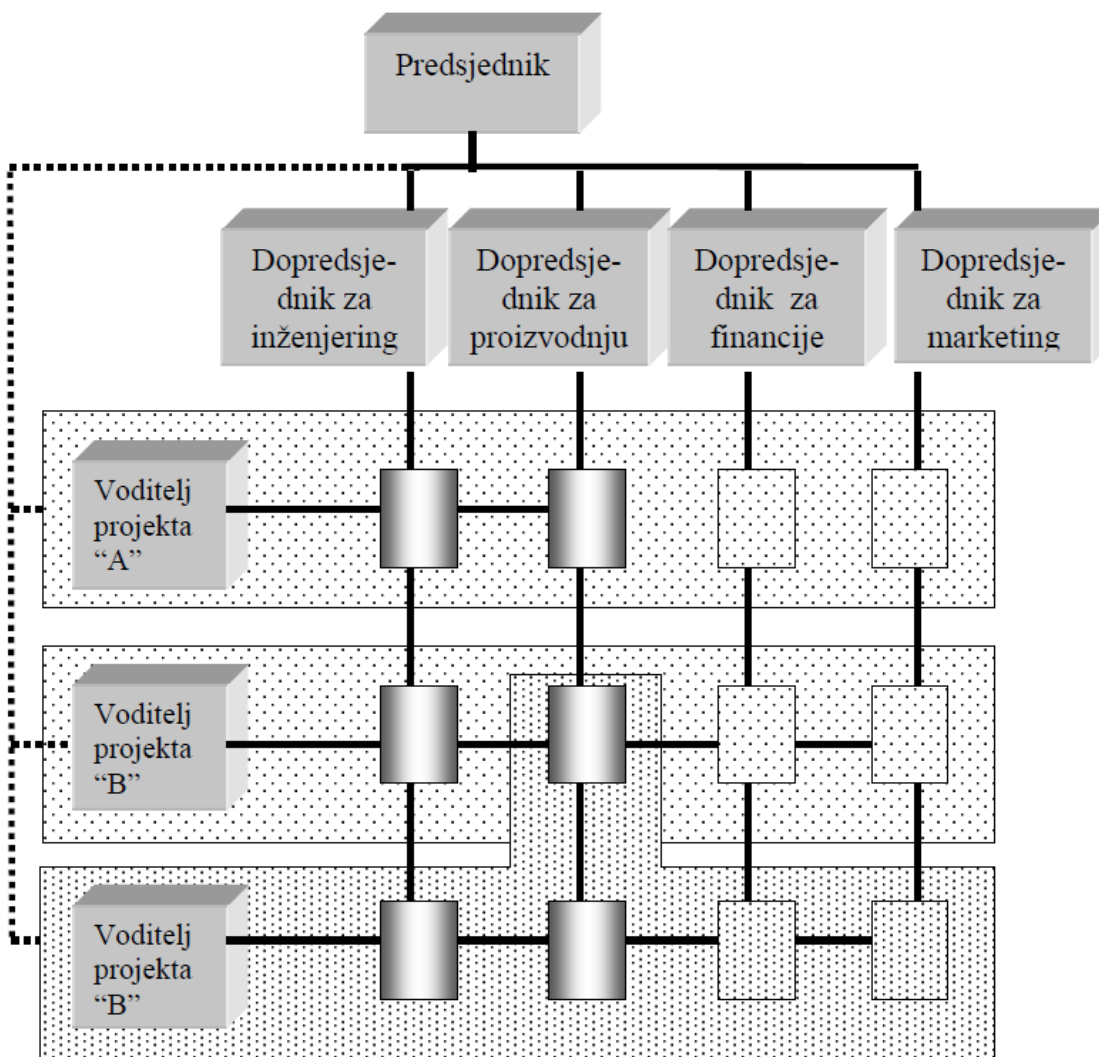 Predsjednik
Dopredsje-
dnik za
inženjering
Dopredsje-
dnik za
proizvodnju
Dopredsje-
dnik za
financije
Dopredsje-
dnik za
marketing
Voditelj
projekta
“A”
Voditelj
projekta
“B”
Voditelj
projekta
“B”